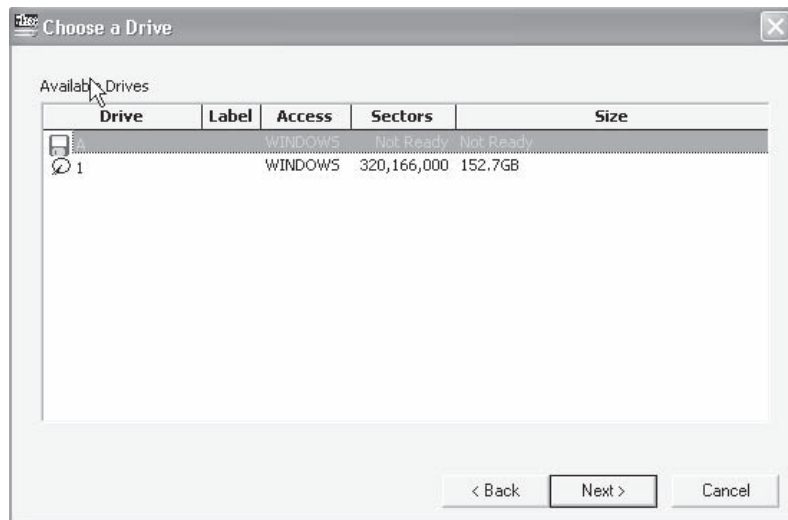 Choose a Drive
Available Drives
Drive Label Access Sectors Size
A WINDOWS Not Ready Not Ready
1 WINDOWS 320,166,000 152.7GB
< Back Next > Cancel